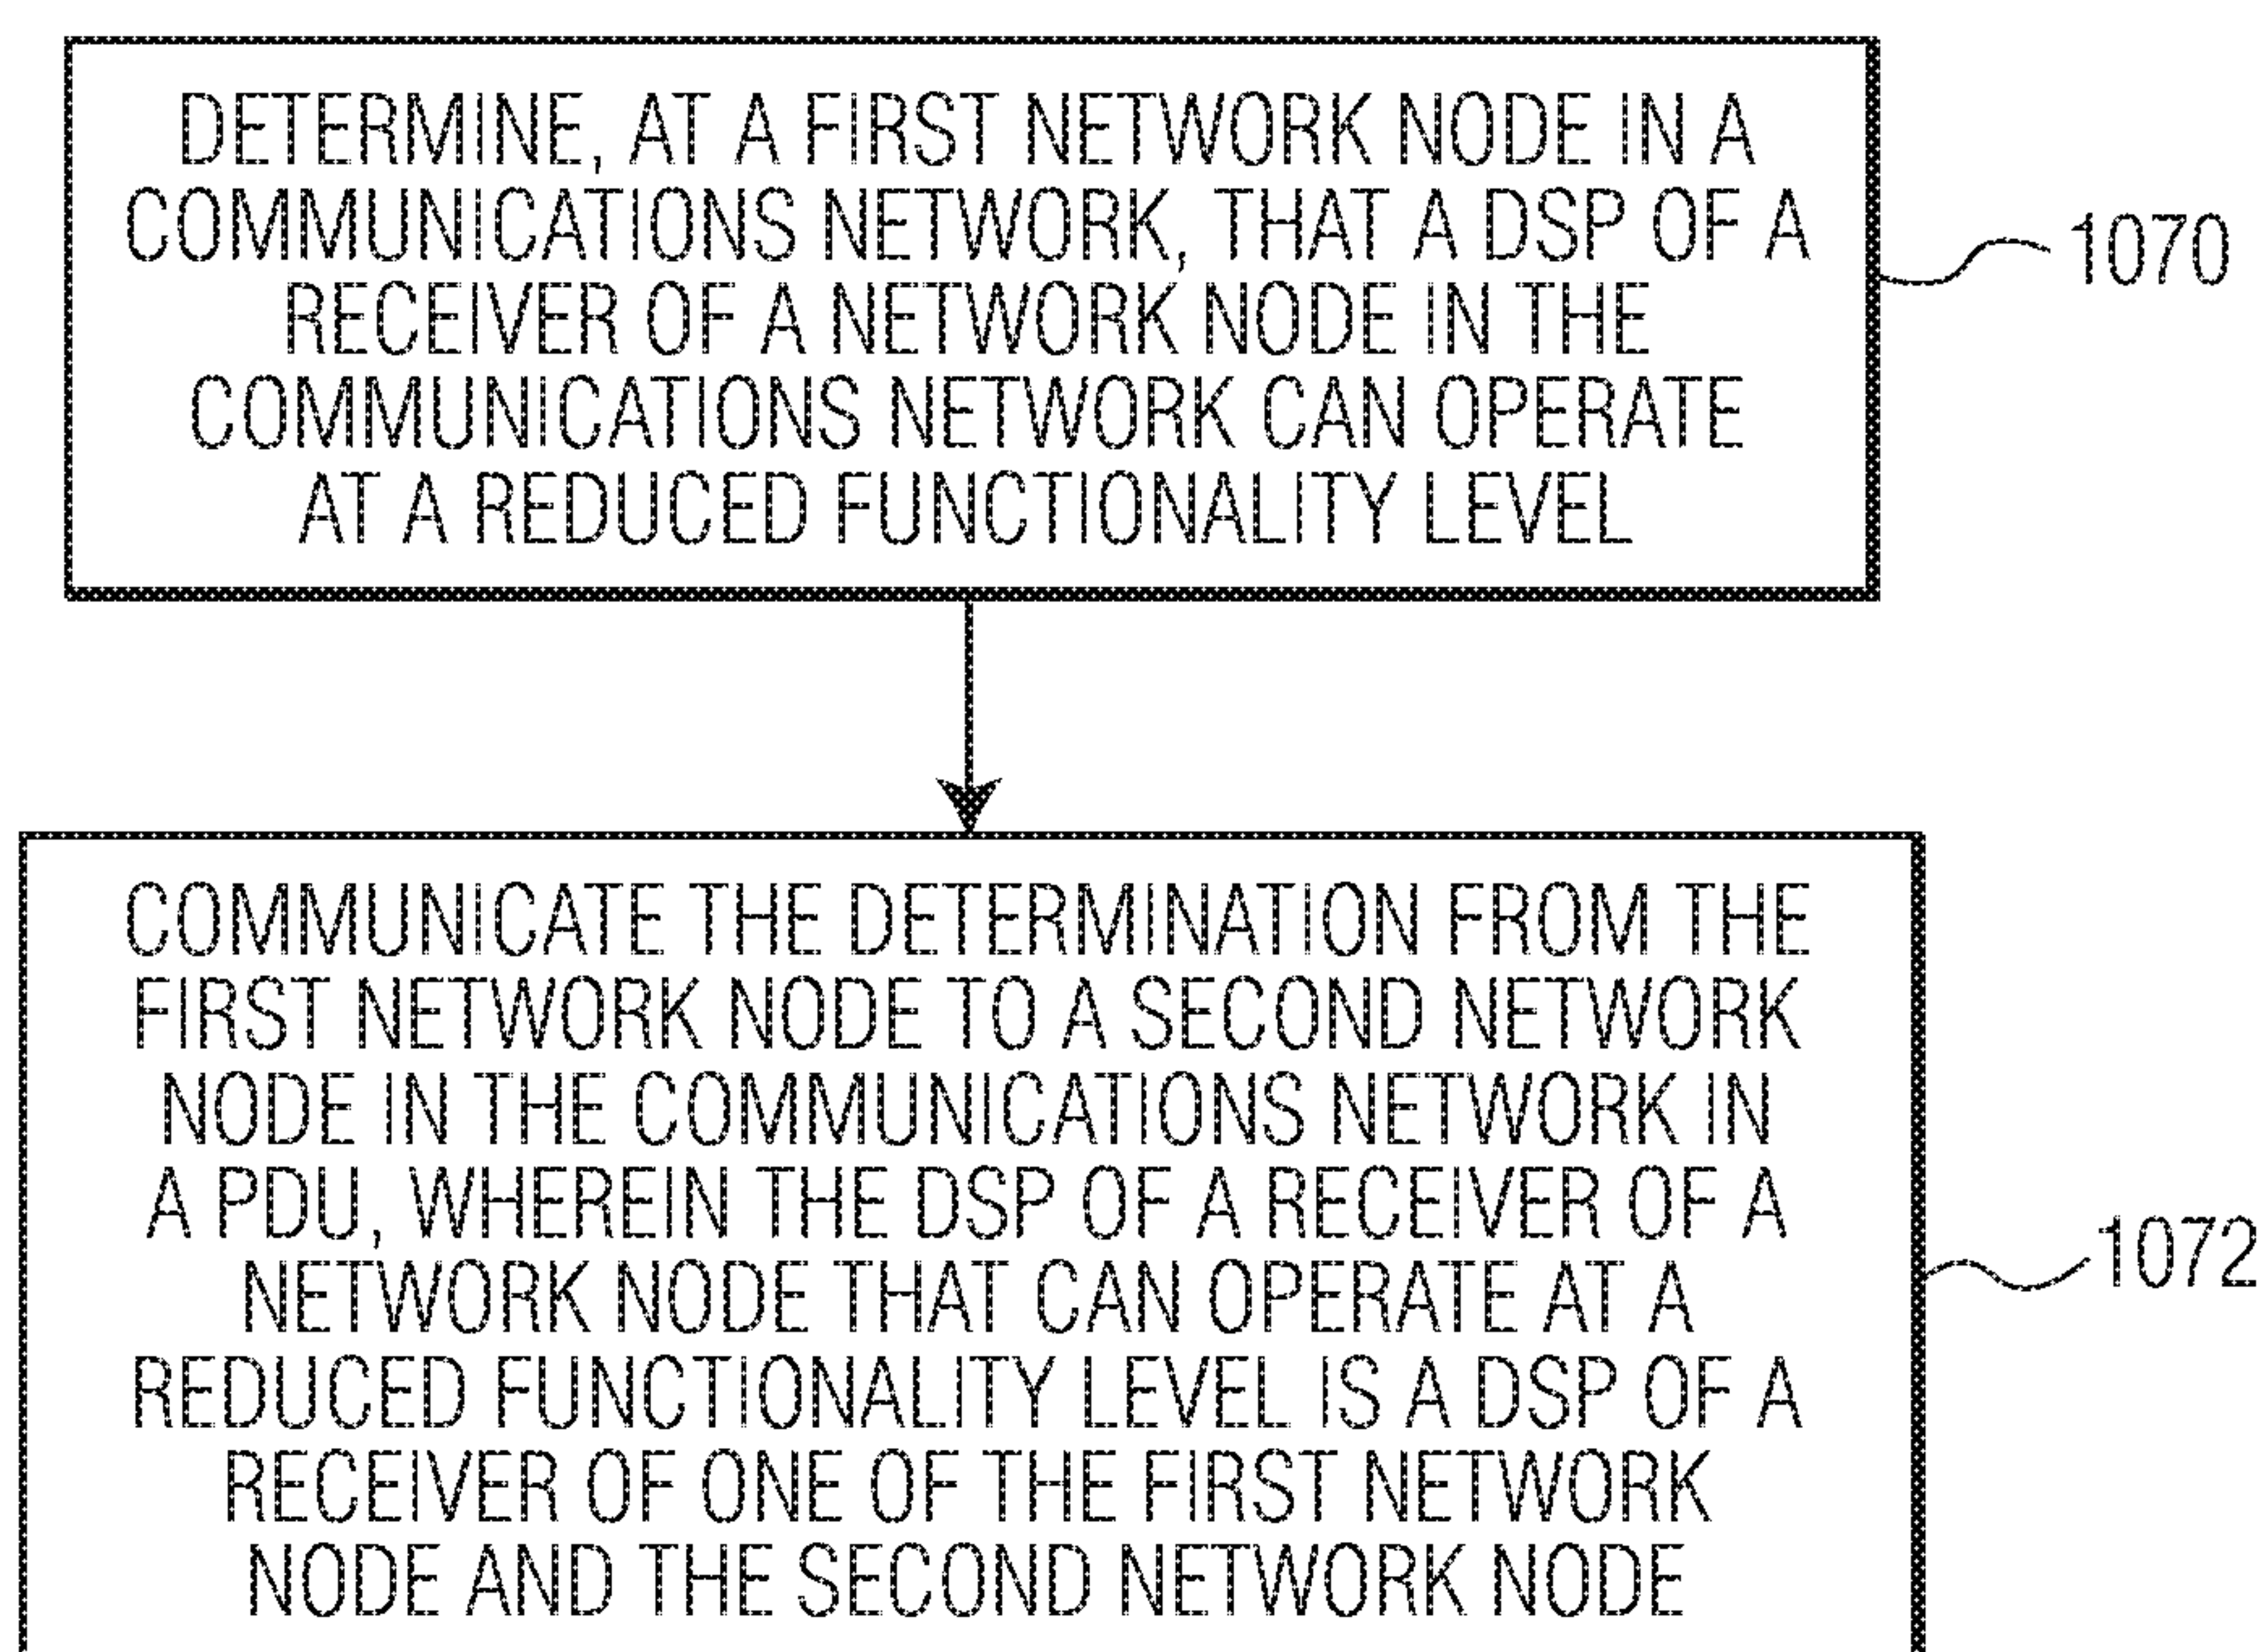 DETERMINE, AT A FIRST NETWORK NODE IN A
COMMUNICATIONS NETWORK, THAT A DSP OF A
RECEIVER OF A NETWORK NODE IN THE
COMMUNICATIONS NETWORK CAN OPERATE
AT A REDUCED FUNCTIONALITY LEVEL
1070
COMMUNICATE THE DETERMINATION FROM THE
FIRST NETWORK NODE TO A SECOND NETWORK
NODE IN THE COMMUNICATIONS NETWORK IN
A PDU, WHEREIN THE DSP OF A RECEIVER OF A
NETWORK NODE THAT CAN OPERATE AT A
REDUCED FUNCTIONALITY LEVEL IS A DSP OF A
RECEIVER OF ONE OF THE FIRST NETWORK
NODE AND THE SECOND NETWORK NODE
1072